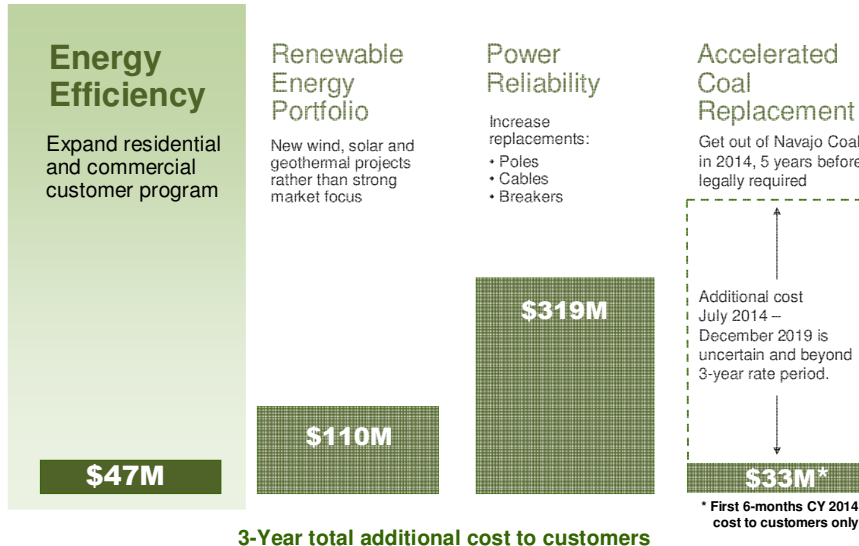 Energy
Efficiency
Expand residential
and commercial
customer program
$47M
Renewable
Energy
Portfolio
New wind, solar and
geothermal projects
rather than strong
market focus
$110M
Power
Reliability
Increase
replacements:
• Poles
• Cables
• Breakers
$319M
Accelerated
Coal
Replacement
Get out of Navajo Coal
in 2014, 5 years before
legally required
Additional cost
July 2014 –
December 2019 is
uncertain and beyond
3-year rate period.
$33M*
* First 6-months CY 2014
cost to customers only
3-Year total additional cost to customers